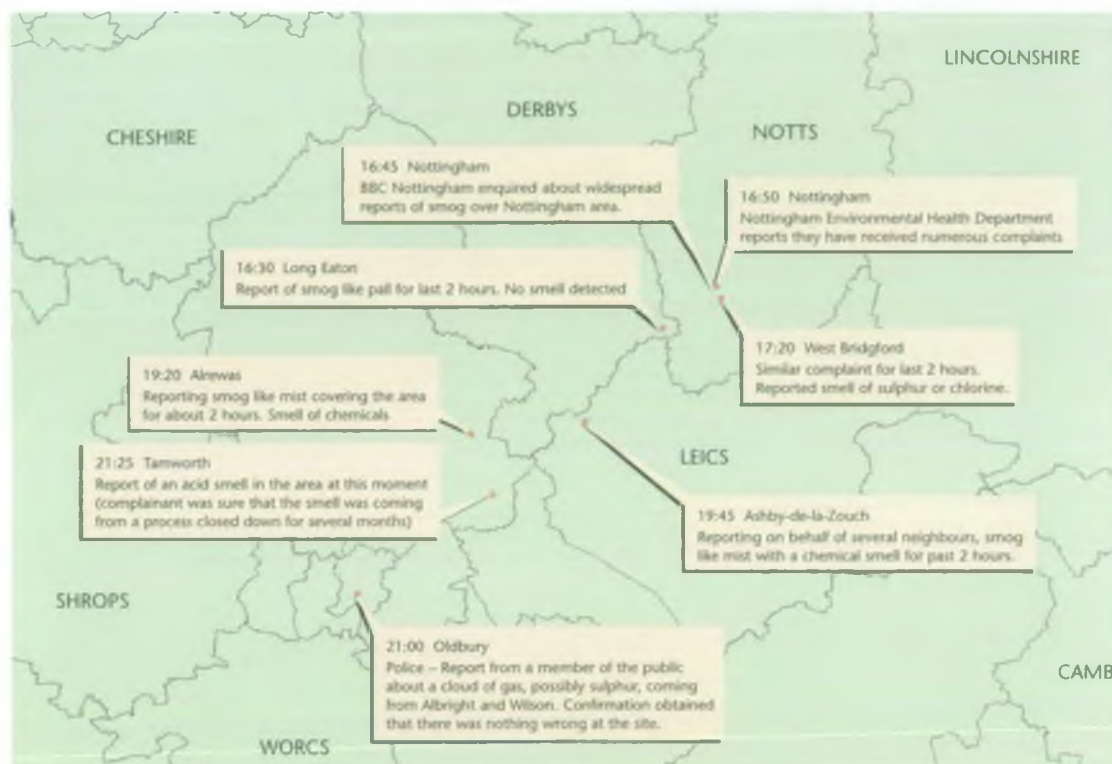 LINCOLNSHIRE
DERBYS
CHESHIRE
NOTTS
16:45 Nottingham
BBC Nottingham enquired about widespread
reports of smog over Nottingham area.
16:50 Nottingham
Nottingham Environmental Health Department
reports they have received numerous complaints
16:30 Long Eaton
Report of smog like pall for last 2 hours. No smell detected
17:20 West Bridgford
Similar complaint for last 2 hours.
Reported smell of sulphur or chlorine.
19:20 Alrewas
Reporting smog like mist covering the area
for about 2 hours. Smell of chemicals
21:25 Tamworth
Report of an acid smell in the area at this moment
(complainant was sure that the smell was coming
from a process closed down for several months)
LEICS
19:45 Ashby-de-la-Zouch
Reporting on behalf of several neighbours, smog
like mist with a chemical smell for past 2 hours.
SHROPS
21:00 Oldbury
Police – Report from a member of the public
about a cloud of gas, possibly sulphur, coming
from Albright and Wilson. Confirmation obtained
that there was nothing wrong at the site.
CAMB
WORCS